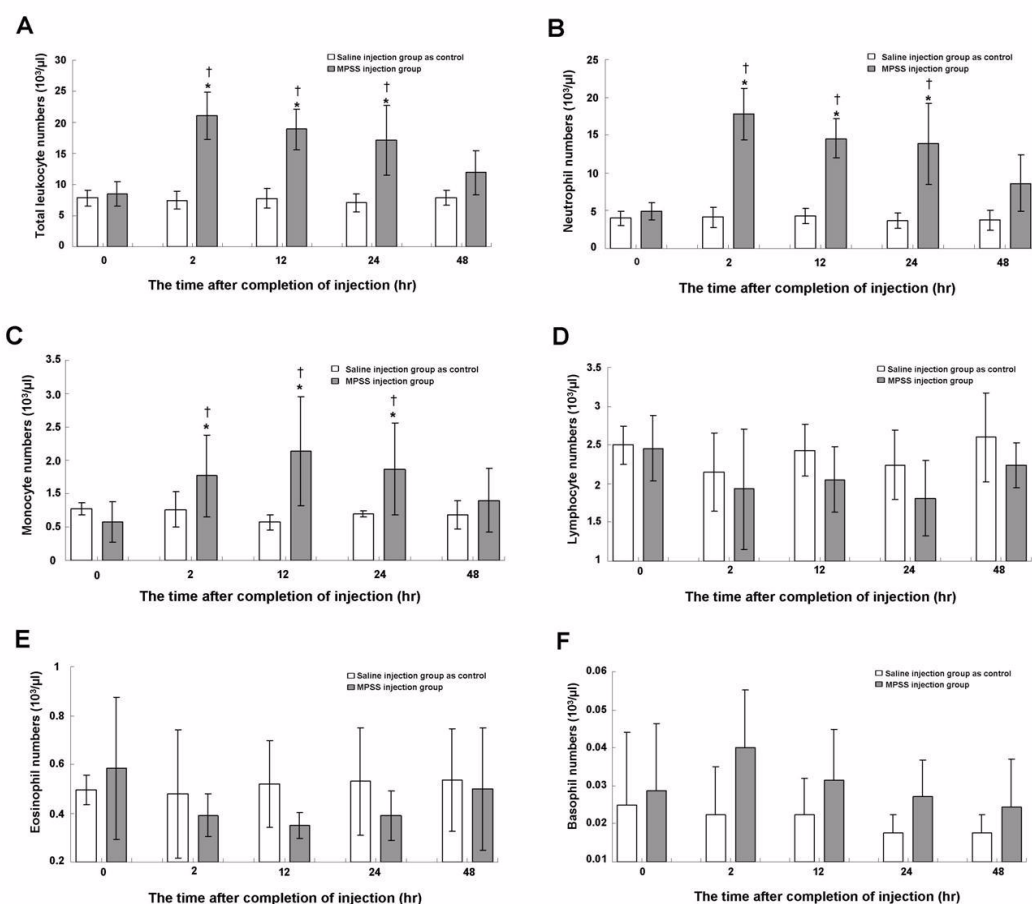 A
Saline injection group as control
MPSS injection group
Total leukocyte numbers (10³/µl)
30
25
20
15
10
5
0
†
*
†
*
†
*
0 2 12 24 48
The time after completion of injection (hr)
B
Saline injection group as control
MPSS injection group
Neutrophil numbers (10³/µl)
25
20
15
10
5
0
†
*
†
*
†
*
0 2 12 24 48
The time after completion of injection (hr)
C
Saline injection group as control
MPSS injection group
Monocyte numbers (10³/µl)
3.5
3.0
2.0
1.5
1.0
0.5
0
†
*
†
*
†
*
0 2 12 24 48
The time after completion of injection (hr)
D
Saline injection group as control
MPSS injection group
Lymphocyte numbers (10³/µl)
3.5
3
2.5
2
1.5
1
0 2 12 24 48
The time after completion of injection (hr)
E
Saline injection group as control
MPSS injection group
Eosinophil numbers (10³/µl)
1
0.8
0.6
0.4
0.2
0 2 12 24 48
The time after completion of injection (hr)
F
Saline injection group as control
MPSS injection group
Basophil numbers (10³/µl)
0.06
0.05
0.04
0.03
0.02
0.01
0 2 12 24 48
The time after completion of injection (hr)